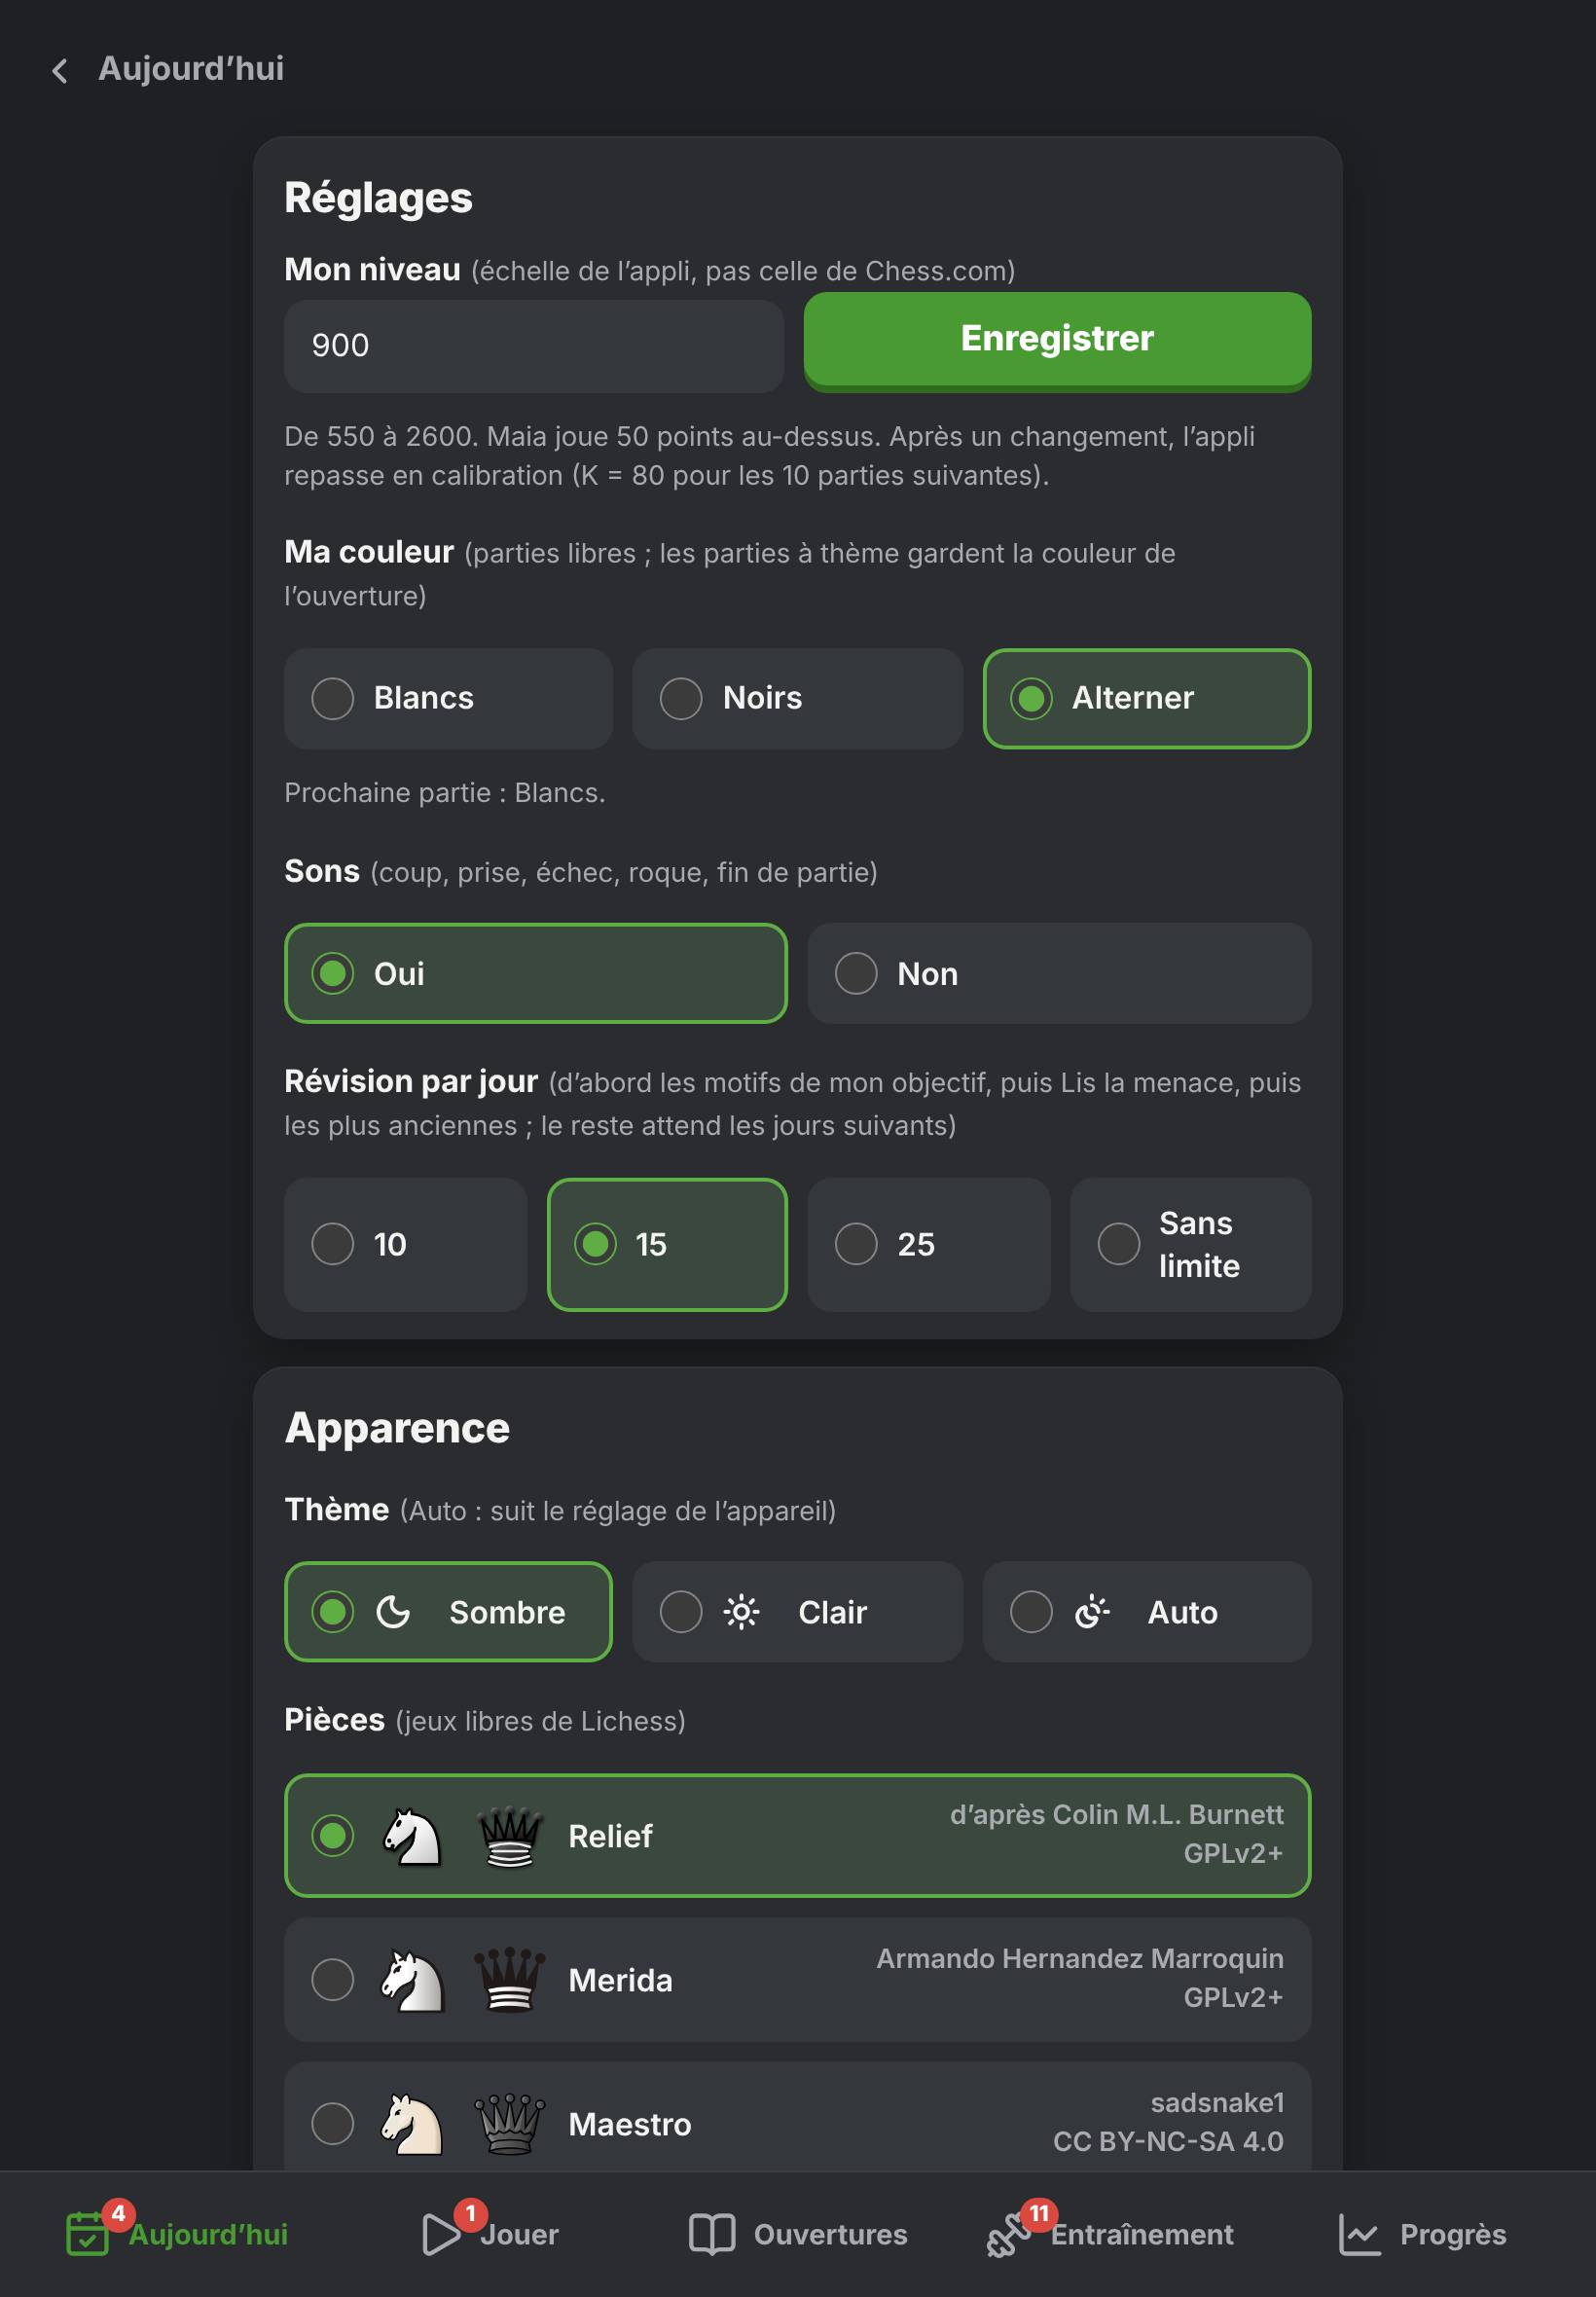 Aujourd’hui
Réglages
Mon niveau (échelle de l’appli, pas celle de Chess.com)
900
Enregistrer
De 550 à 2600. Maia joue 50 points au-dessus. Après un changement, l’appli
repasse en calibration (K = 80 pour les 10 parties suivantes).
Ma couleur (parties libres ; les parties à thème gardent la couleur de
l’ouverture)
Blancs
Noirs
Alterner
Prochaine partie : Blancs.
Sons (coup, prise, échec, roque, fin de partie)
Oui
Non
Révision par jour (d’abord les motifs de mon objectif, puis Lis la menace, puis
les plus anciennes ; le reste attend les jours suivants)
10
15
25
Sans
limite
Apparence
Thème (Auto : suit le réglage de l’appareil)
Sombre
Clair
Auto
Pièces (jeux libres de Lichess)
Relief
d’après Colin M.L. Burnett
GPLv2+
Merida
Armando Hernandez Marroquin
GPLv2+
Maestro
sadsnake1
CC BY-NC-SA 4.0
4
Aujourd’hui
1
Jouer
Ouvertures
11
Entraînement
Progrès